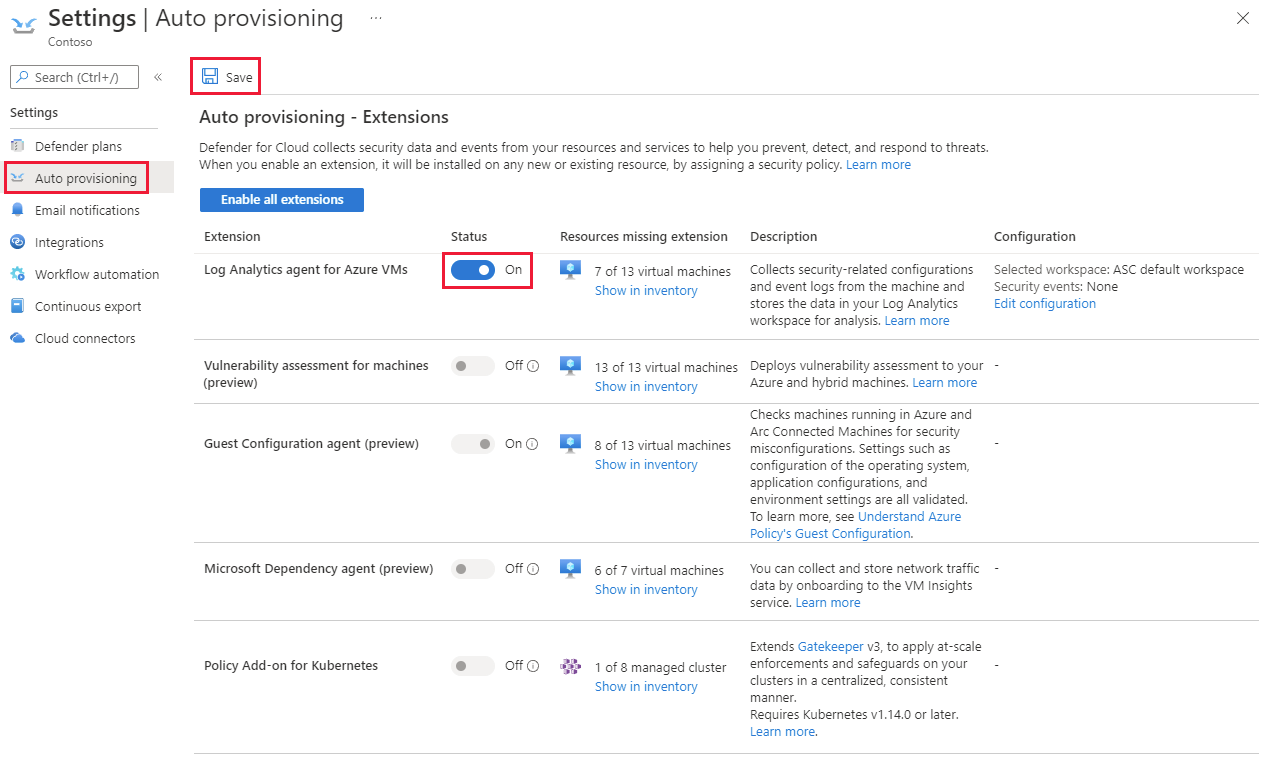 Settings | Auto provisioning ...
Contoso
Search (Ctrl+/) «
Save
Settings
Defender plans
Auto provisioning
Email notifications
Integrations
Workflow automation
Continuous export
Cloud connectors
Auto provisioning - Extensions
Defender for Cloud collects security data and events from your resources and services to help you prevent, detect, and respond to threats.
When you enable an extension, it will be installed on any new or existing resource, by assigning a security policy. Learn more
Enable all extensions
Extension Status Resources missing extension Description Configuration
Log Analytics agent for Azure VMs
On
7 of 13 virtual machines
Show in inventory
Collects security-related configurations
and event logs from the machine and
stores the data in your Log Analytics
workspace for analysis. Learn more
Selected workspace: ASC default workspace
Security events: None
Edit configuration
Vulnerability assessment for machines
(preview)
Off
13 of 13 virtual machines
Show in inventory
Deploys vulnerability assessment to your
Azure and hybrid machines. Learn more
-
Guest Configuration agent (preview)
On
8 of 13 virtual machines
Show in inventory
Checks machines running in Azure and
Arc Connected Machines for security
misconfigurations. Settings such as
configuration of the operating system,
application configurations, and
environment settings are all validated.
To learn more, see Understand Azure
Policy's Guest Configuration.
-
Microsoft Dependency agent (preview)
Off
6 of 7 virtual machines
Show in inventory
You can collect and store network traffic
data by onboarding to the VM Insights
service. Learn more
-
Policy Add-on for Kubernetes
Off
1 of 8 managed cluster
Show in inventory
Extends Gatekeeper v3, to apply at-scale
enforcements and safeguards on your
clusters in a centralized, consistent
manner.
Requires Kubernetes v1.14.0 or later.
Learn more.
-